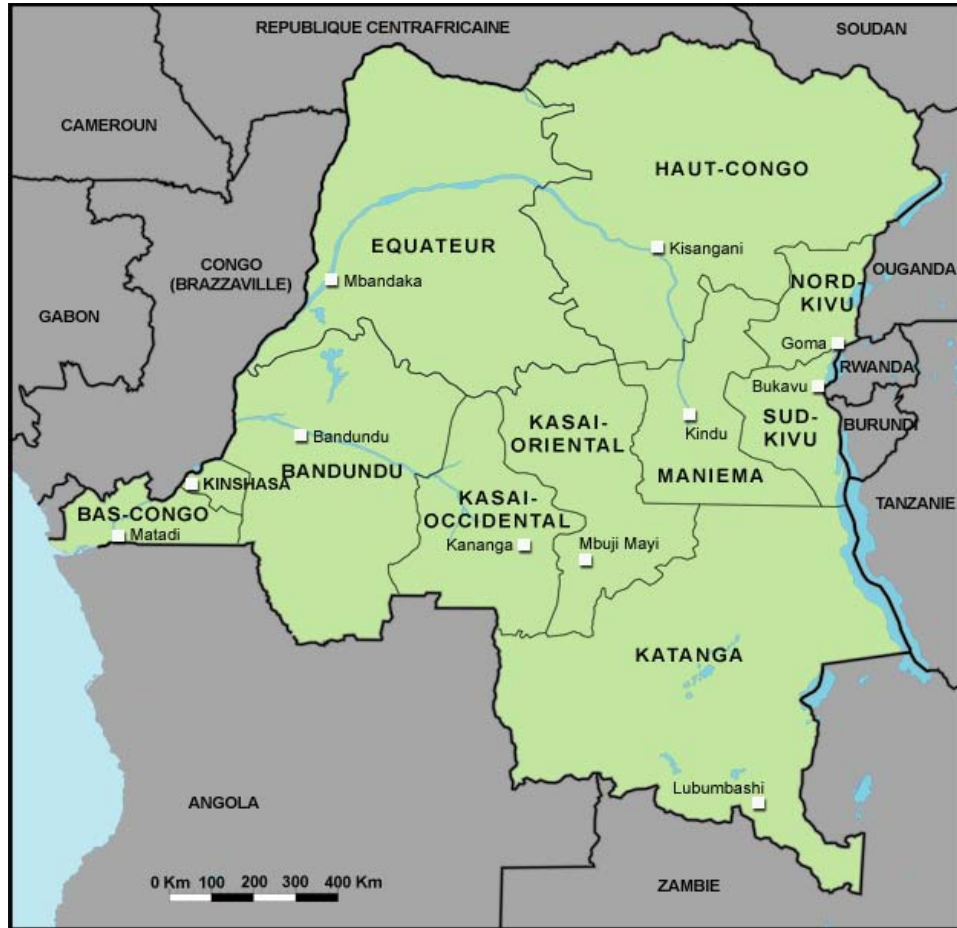 REPUBLIQUE CENTRAFRICAINE
SOUDAN
CAMEROUN
HAUT-CONGO
EQUATEUR
Kisangani
CONGO
(BRAZZAVILLE)
Mbandaka
OUGANDA
NORD-
KIVU
GABON
Goma
RWANDA
Bukavu
KASAI-
ORIENTAL
Kindu
SUD-
KIVU
BURUNDI
Bandundu
BANDUNDU
MANIEMA
KINSHASA
KASAI-
OCCIDENTAL
TANZANIE
BAS-CONGO
Matadi
Kananga
Mbuji Mayi
KATANGA
Lubumbashi
ANGOLA
0 Km 100 200 300 400 Km
ZAMBIE